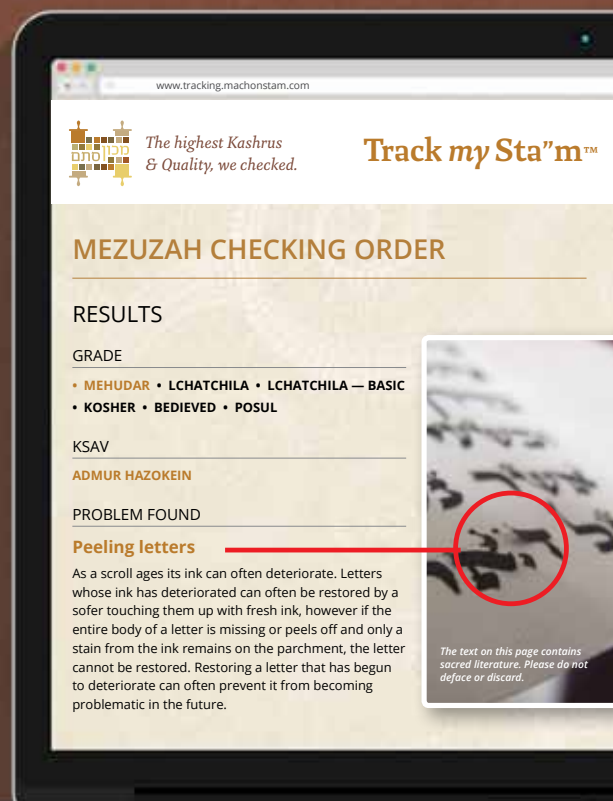 www.tracking.machonstam.com
מכון
סתם
The highest Kashrus
& Quality, we checked.
Track my Sta”m™
MEZUZAH CHECKING ORDER
RESULTS
GRADE
• MEHUDAR • LCHATCHILA • LCHATCHILA — BASIC
• KOSHER • BEDIEVED • POSUL
KSAV
ADMUR HAZOKEIN
PROBLEM FOUND
Peeling letters
As a scroll ages its ink can often deteriorate. Letters
whose ink has deteriorated can often be restored by a
sofer touching them up with fresh ink, however if the
entire body of a letter is missing or peels off and only a
stain from the ink remains on the parchment, the letter
cannot be restored. Restoring a letter that has begun
to deteriorate can often prevent it from becoming
problematic in the future.
The text on this page contains
sacred literature. Please do not
deface or discard.